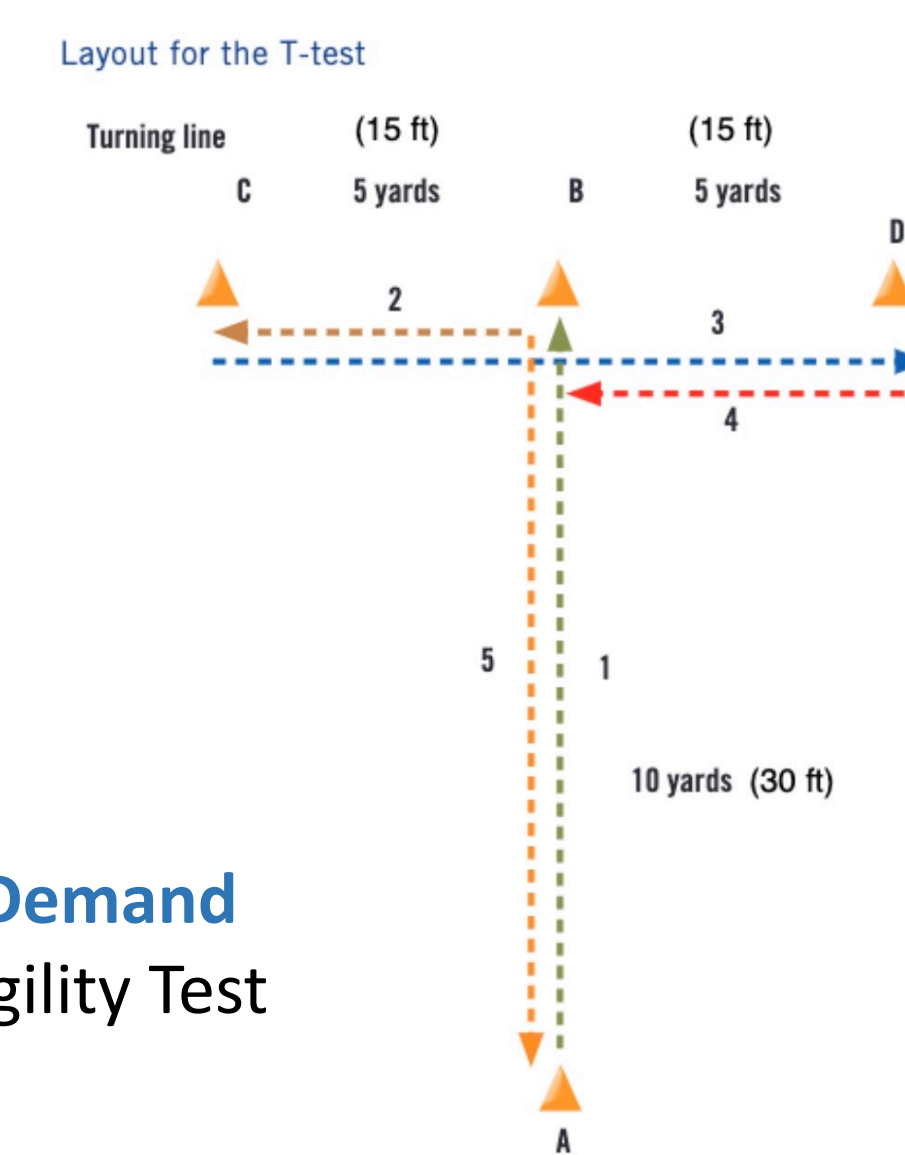 Layout for the T-test
(15 ft) (15 ft)
Turning line
C 5 yards B 5 yards
D
2
3
4
5 1
10 yards (30 ft)
Demand
gility Test
A